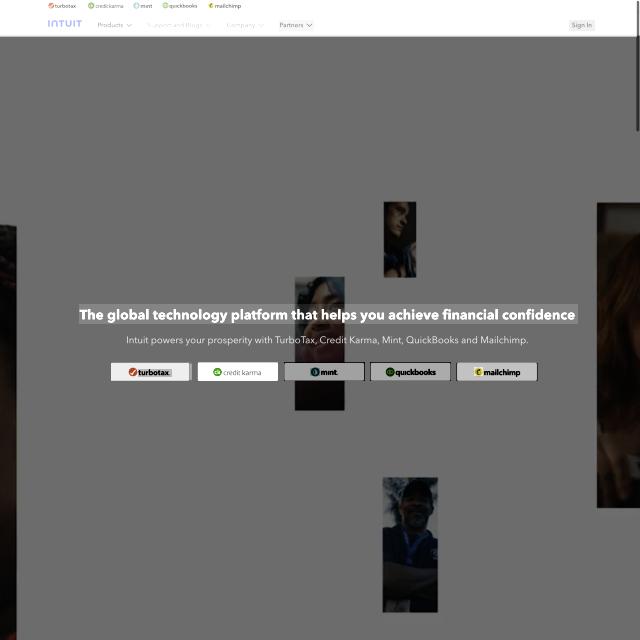 turbotax creditkarma mint quickbooks mailchimp
INTUIT Products Support and Blogs Company Partners Sign In
The global technology platform that helps you achieve financial confidence
Intuit powers your prosperity with TurboTax, Credit Karma, Mint, QuickBooks and Mailchimp.
turbotax credit karma mint quickbooks mailchimp